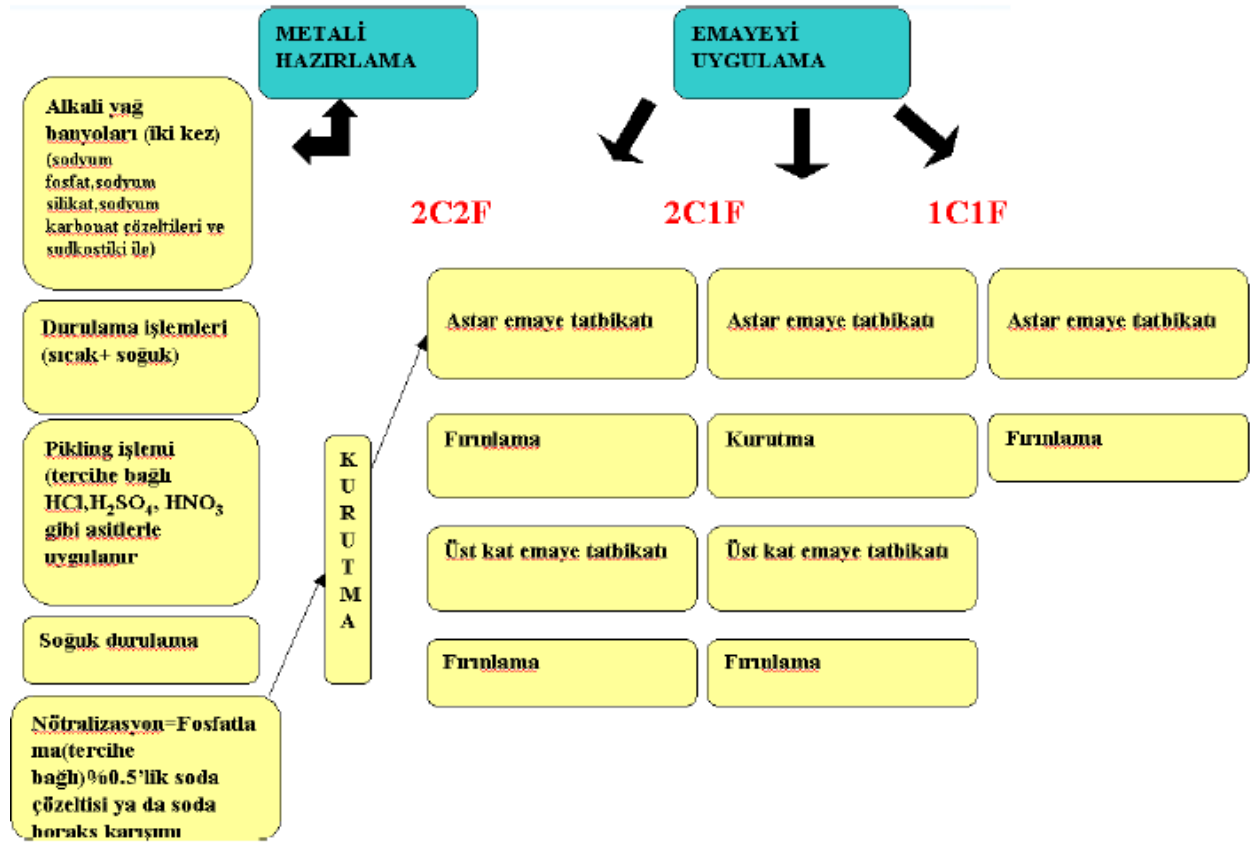 METALİ
HAZIRLAMA
EMAYEYİ
UYGULAMA
Alkali yağ
banyoları (iki kez)
(sodyum
fosfat,sodyum
silikat,sodyum
karbonat çözeltileri ve
sudkostiki ile)
Durulama işlemleri
(sıcak+ soğuk)
Pikling işlemi
(tercihe bağlı
HCl,H₂SO₄, HNO₃
gibi asitlerle
uygulanır
Soğuk durulama
Nötralizasyon=Fosfatla
ma(tercihe
bağlı)%0.5’lik soda
çözeltisi ya da soda
boraks karışımı
K
U
R
U
T
M
A
2C2F
2C1F
1C1F
Astar emaye tatbikatı
Astar emaye tatbikatı
Astar emaye tatbikatı
Fırınlama
Kurutma
Fırınlama
Üst kat emaye tatbikatı
Üst kat emaye tatbikatı
Fırınlama
Fırınlama